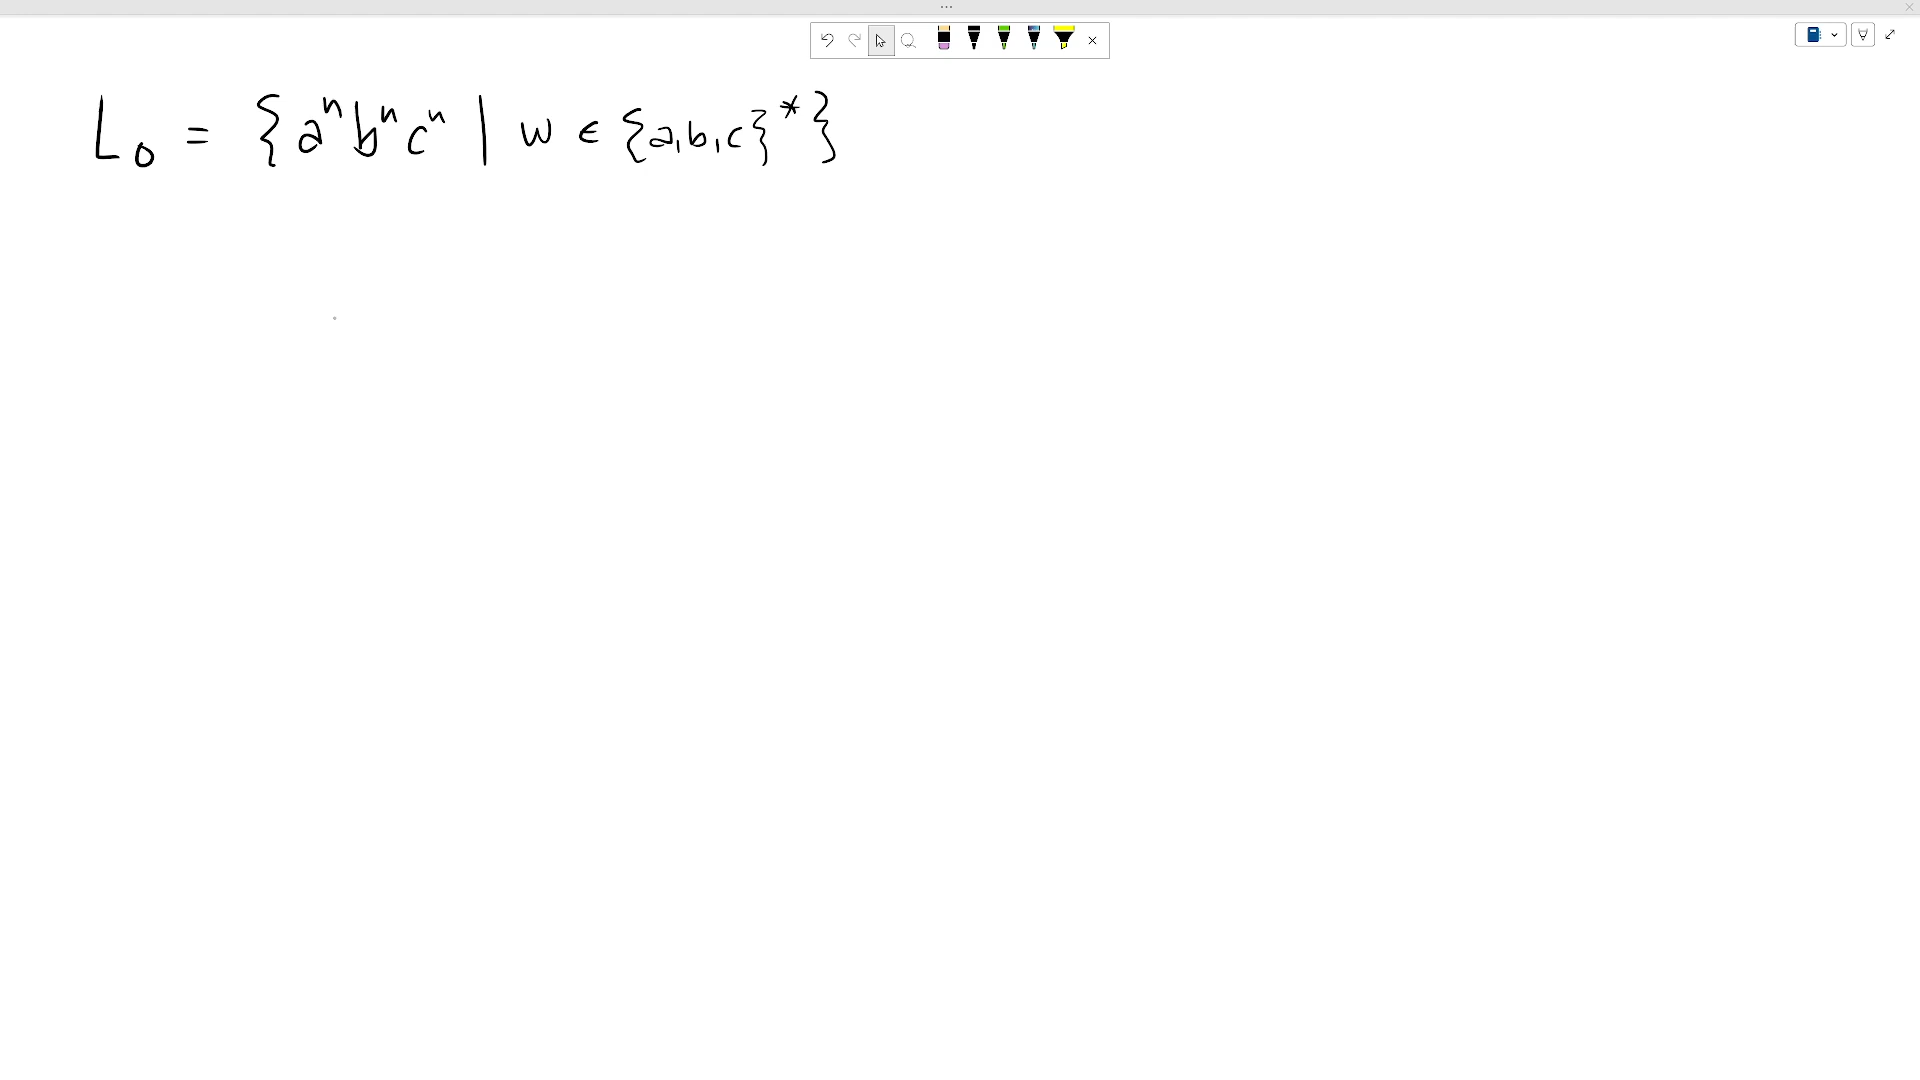 L₀ = {aⁿbⁿcⁿ | w ∈ {a,b,c}*}